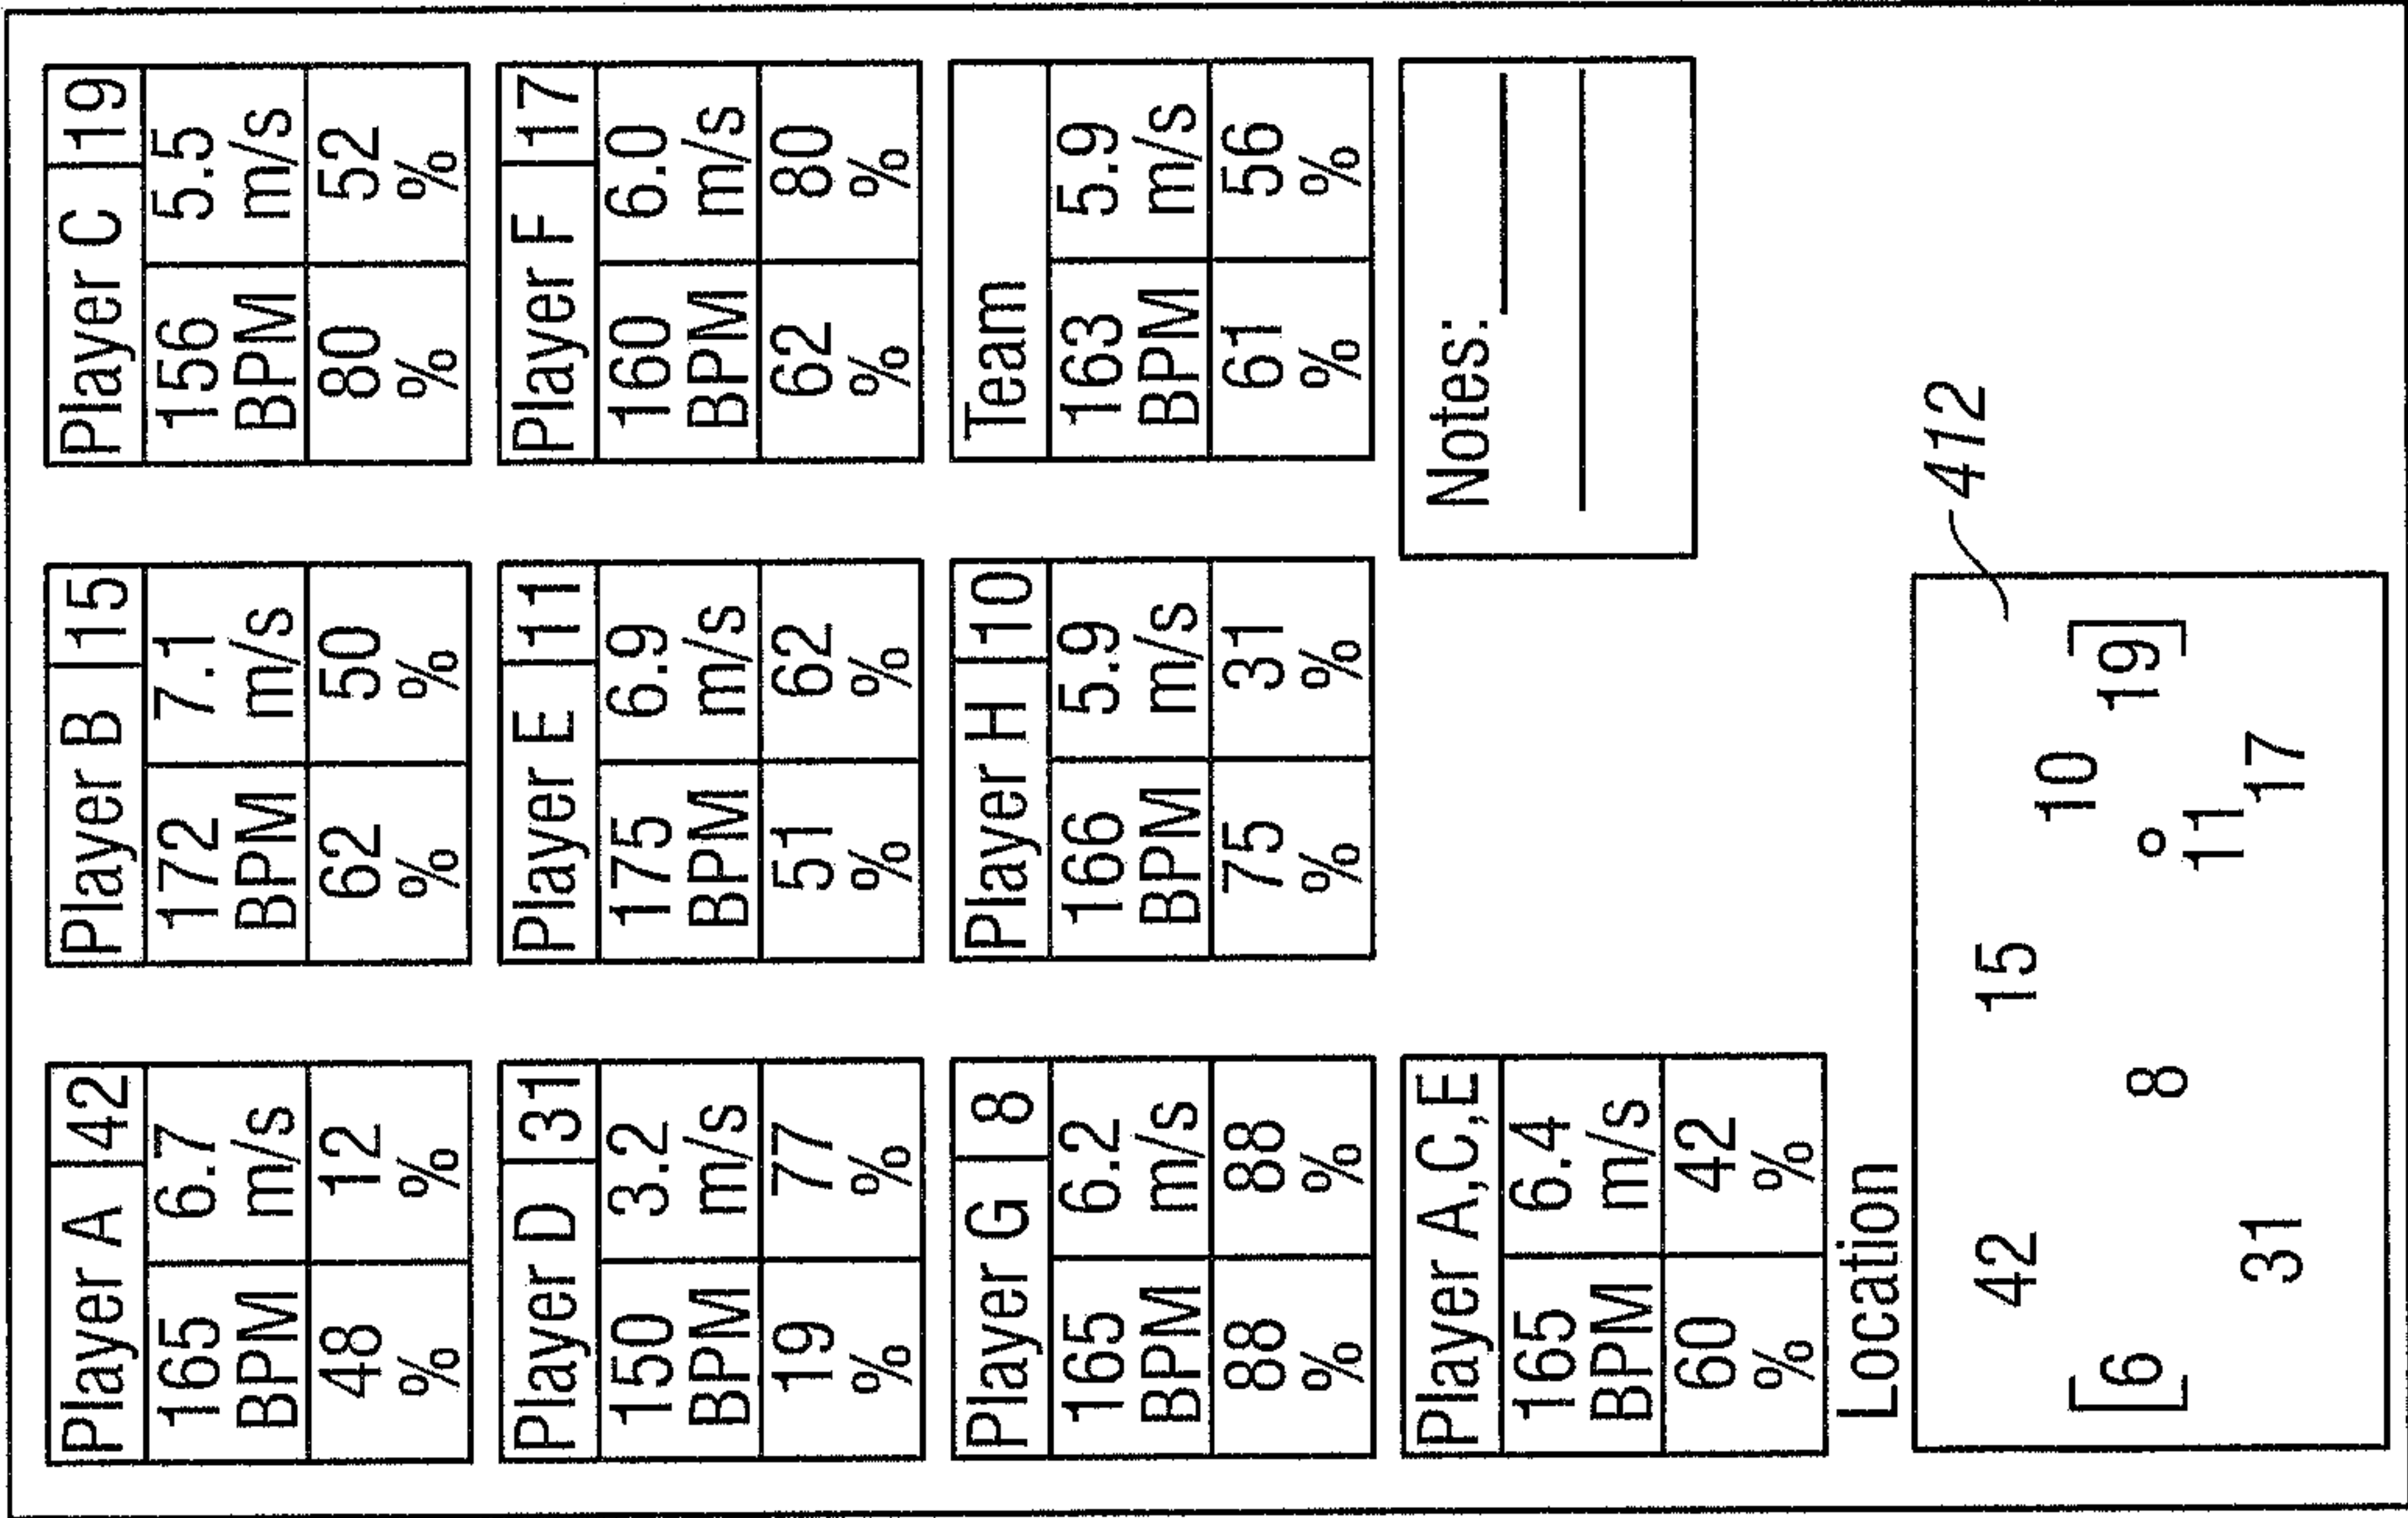 Player A 42
165 BPM 6.7 m/s
48 % 12 %
Player B 15
172 BPM 7.1 m/s
62 % 50 %
Player C 19
156 BPM 5.5 m/s
80 % 52 %
Player D 31
150 BPM 3.2 m/s
19 % 77 %
Player E 11
175 BPM 6.9 m/s
51 % 62 %
Player F 17
160 BPM 6.0 m/s
62 % 80 %
Player G 8
165 BPM 6.2 m/s
88 % 88 %
Player H 10
166 BPM 5.9 m/s
75 % 31 %
Team
163 BPM 5.9 m/s
61 % 56 %
Player A,C,E
165 BPM 6.4 m/s
60 % 42 %
Notes:
Location
412
42 15
10
[6 8 19]
11
31 17